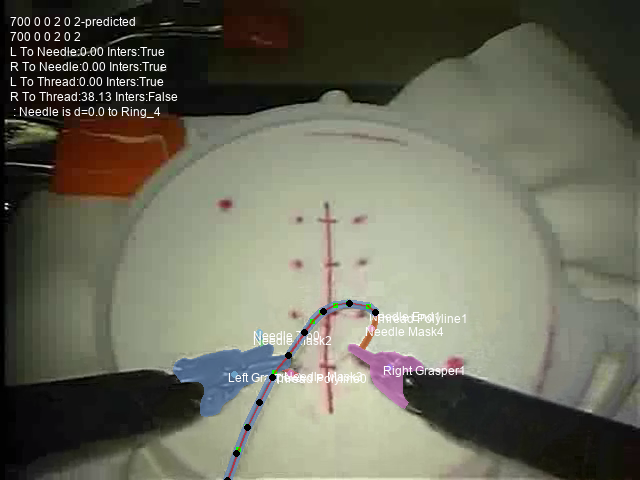 700 0 0 2 0 2-predicted
700 0 0 2 0 2
L To Needle:0.00 Inters:True
R To Needle:0.00 Inters:True
L To Thread:0.00 Inters:True
R To Thread:38.13 Inters:False
: Needle is d=0.0 to Ring_4
Thread Polyline1
Needle Mask4
Right Grasper1